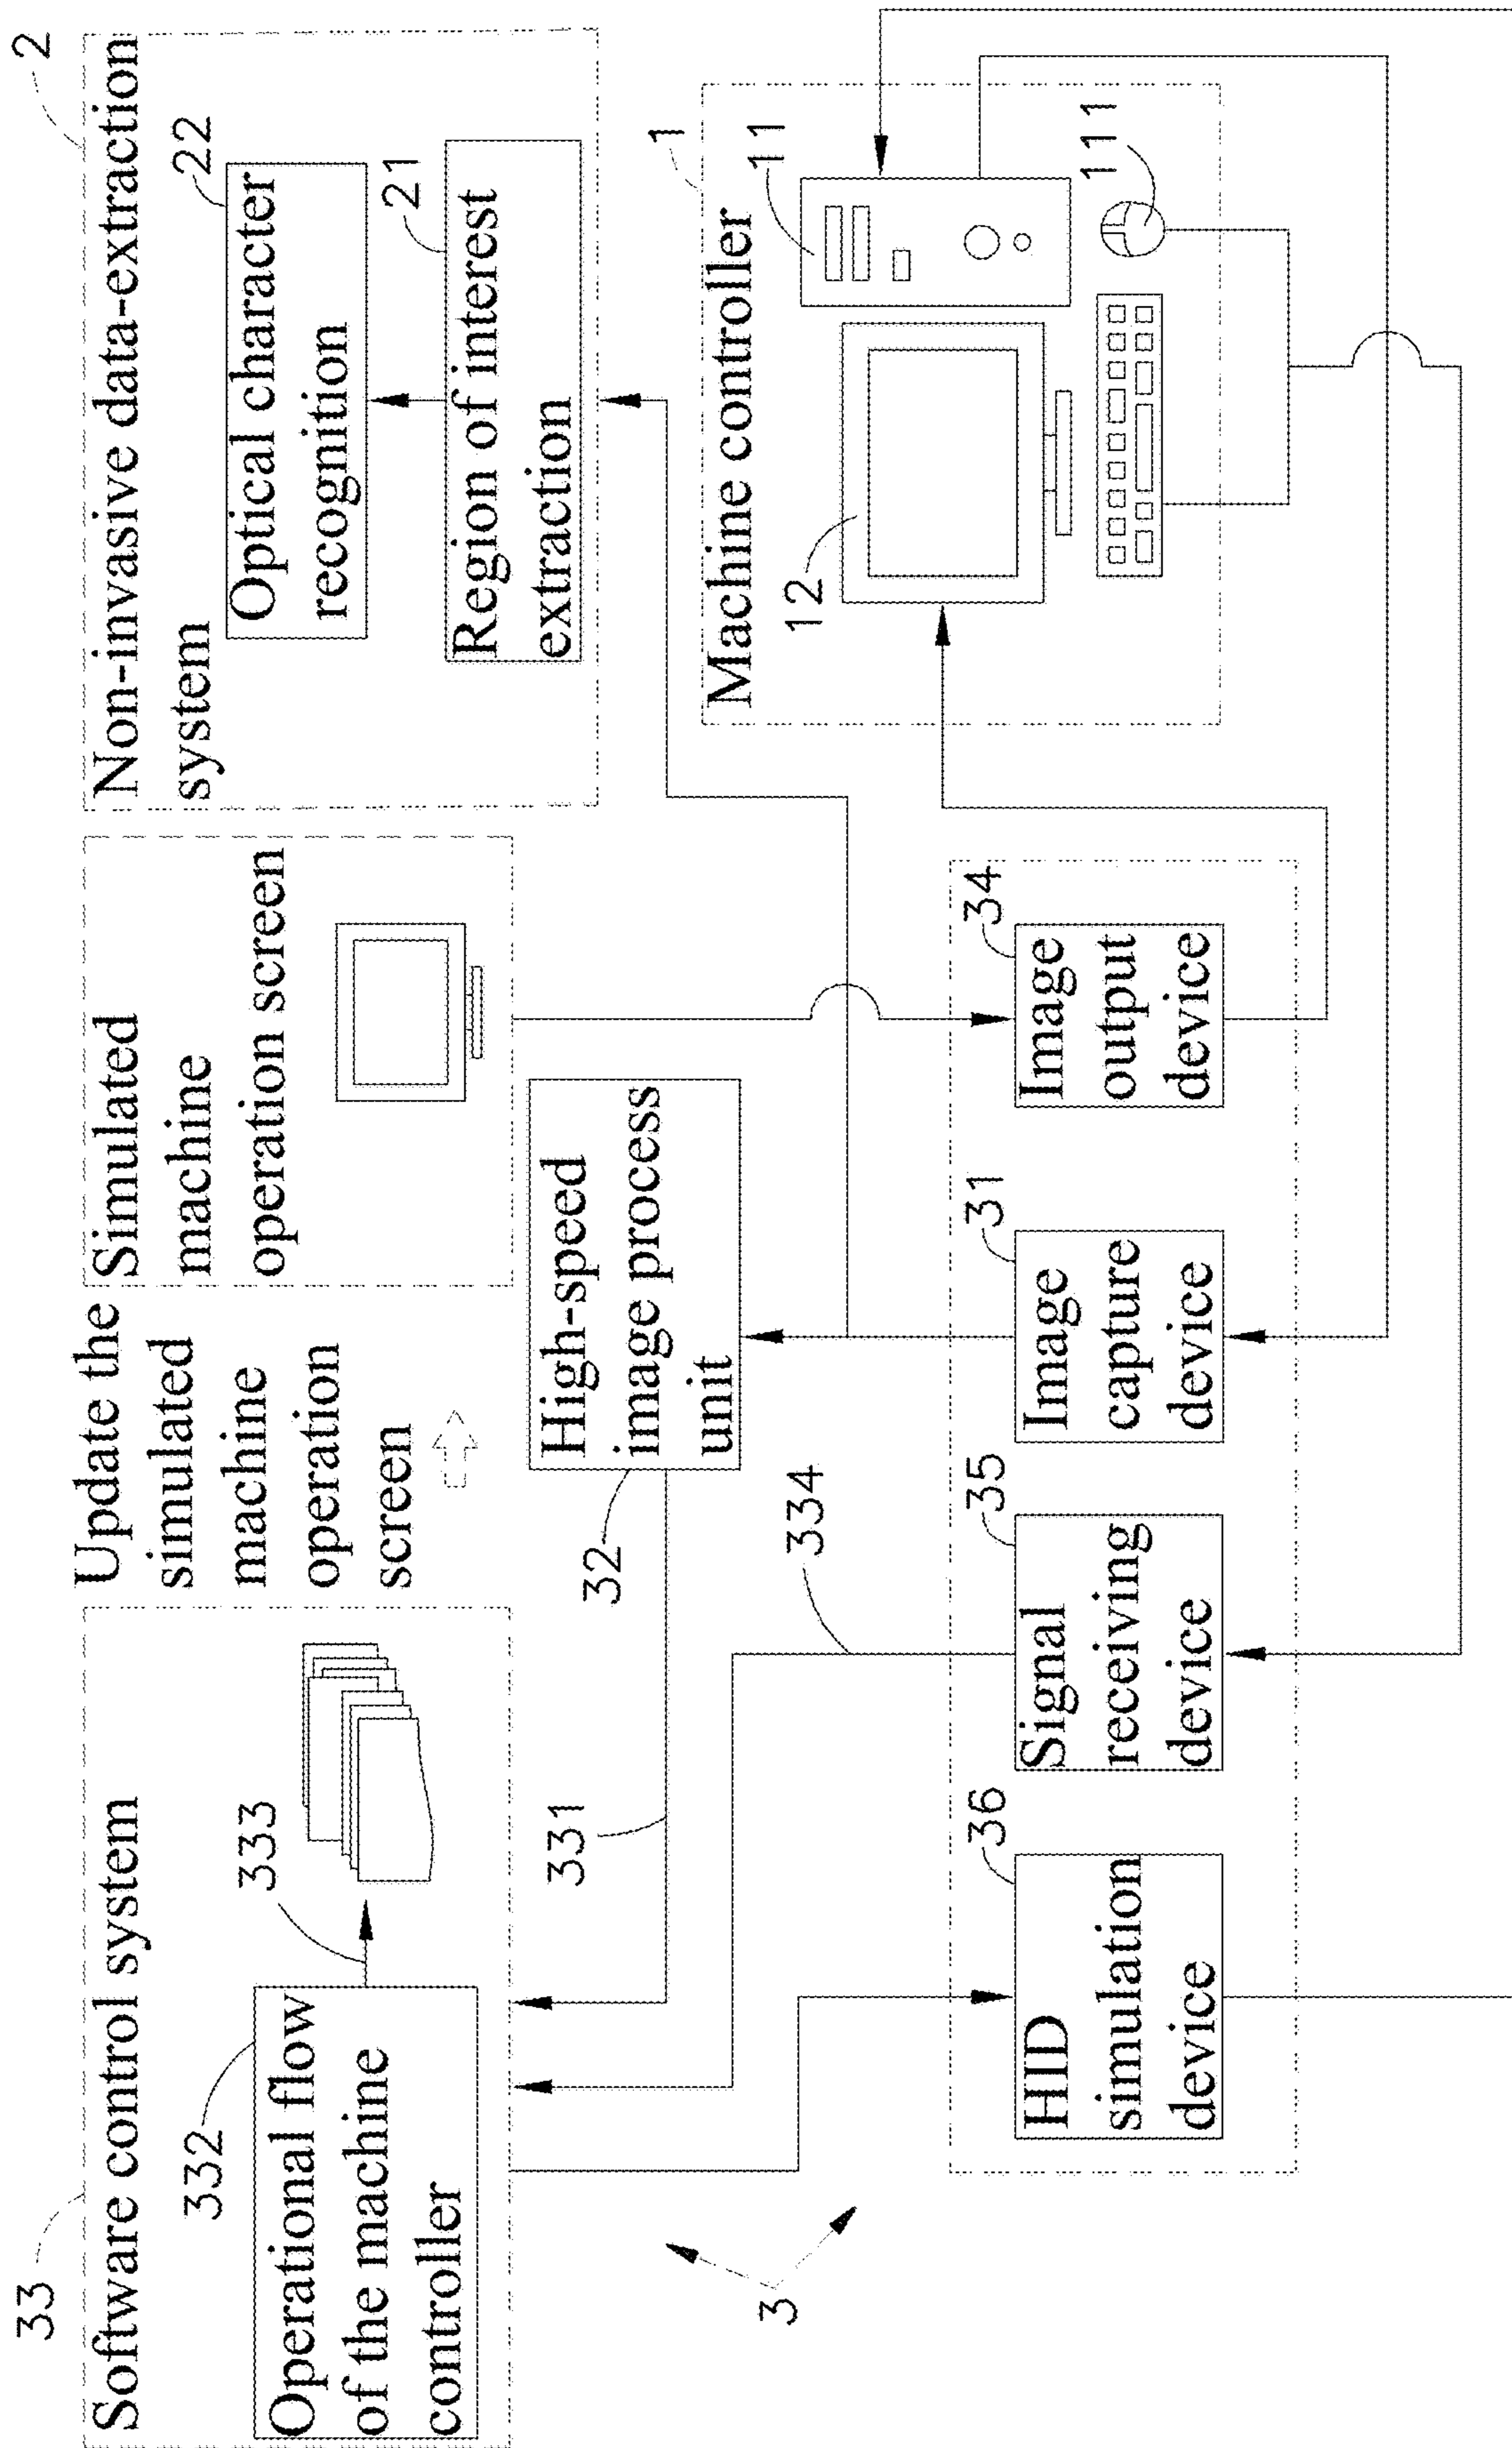 33
Software control system
332
Operational flow
of the machine
controller
333
Update the
simulated
machine
operation
screen
Simulated
machine
operation screen
2
Non-invasive data-extraction
system
22
Optical character
recognition
21
Region of interest
extraction
331
32
High-speed
image process
unit
334
3
36
HID
simulation
device
35
Signal
receiving
device
31
Image
capture
device
34
Image
output
device
1
Machine controller
11
12
111